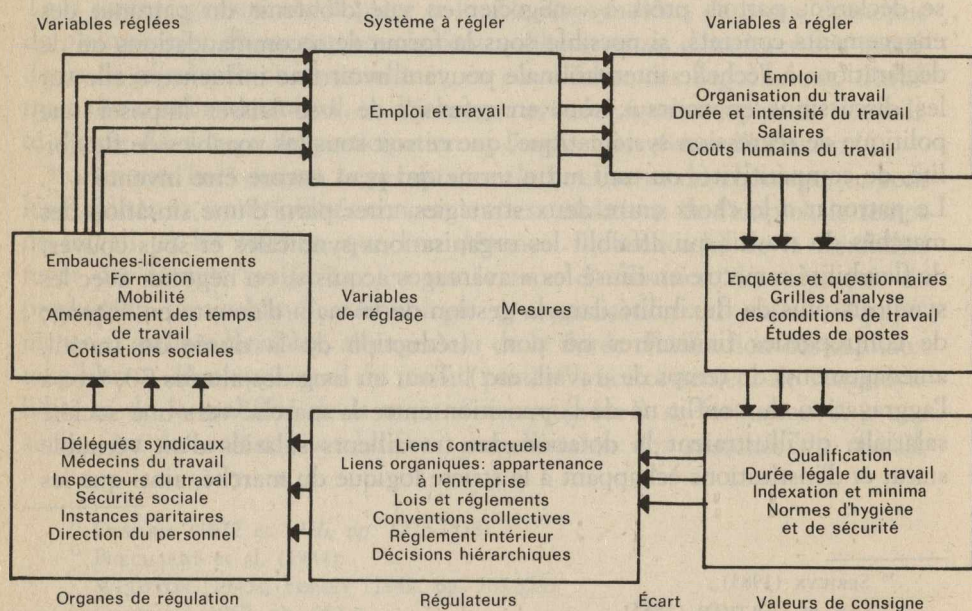 Variables réglées
Système à régler
Variables à régler
Emploi et travail
Emploi
Organisation du travail
Durée et intensité du travail
Salaires
Coûts humains du travail
Embauches-licenciements
Formation
Mobilité
Aménagement des temps
de travail
Cotisations sociales
Variables
de réglage
Mesures
Enquêtes et questionnaires
Grilles d'analyse
des conditions de travail
Études de postes
Délégués syndicaux
Médecins du travail
Inspecteurs du travail
Sécurité sociale
Instances paritaires
Direction du personnel
Liens contractuels
Liens organiques: appartenance
à l'entreprise
Lois et réglements
Conventions collectives
Règlement intérieur
Décisions hiérarchiques
Qualification
Durée légale du travail
Indexation et minima
Normes d'hygiène
et de sécurité
Organes de régulation
Régulateurs
Écart
Valeurs de consigne